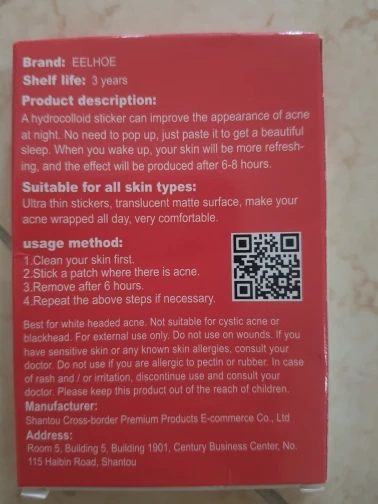 Brand: EELHOE
Shelf life: 3 years
Product description:
A hydrocolloid sticker can improve the appearance of acne
at night. No need to pop up, just paste it to get a beautiful
sleep. When you wake up, your skin will be more refresh-
ing, and the effect will be produced after 6-8 hours.
Suitable for all skin types:
Ultra thin stickers, translucent matte surface, make your
acne wrapped all day, very comfortable.
usage method:
1.Clean your skin first.
2.Stick a patch where there is acne.
3.Remove after 6 hours.
4.Repeat the above steps if necessary.
Best for white headed acne. Not suitable for cystic acne or
blackhead. For external use only. Do not use on wounds. If you
have sensitive skin or any known skin allergies, consult your
doctor. Do not use if you are allergic to pectin or rubber. In case
of rash and / or irritation, discontinue use and consult your
doctor. Please keep this product out of the reach of children.
Manufacturer:
Shantou Cross-border Premium Products E-commerce Co., Ltd
Address:
Room 5, Building 5, Building 1901, Century Business Center, No.
115 Haibin Road, Shantou